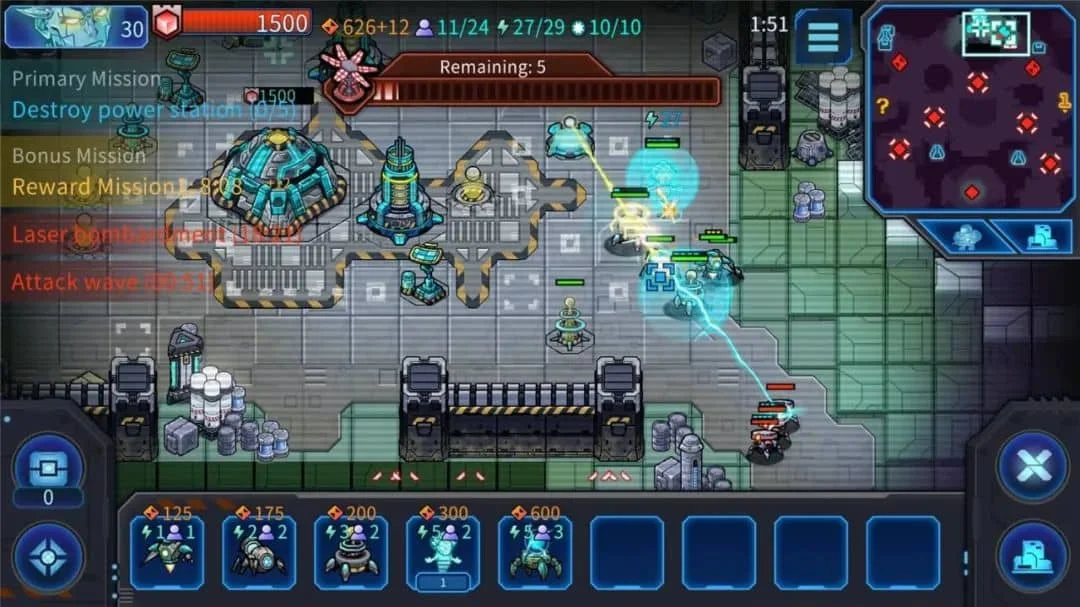 30
1500
626+12 11/24 27/29 10/10
1:51
Remaining: 5
Primary Mission
1500
Destroy power station (0/5)
27
Bonus Mission
Reward Mission1: 8:08
Laser bombardment
Attack wave
0
125 175 200 300 600
1 1 2 2 3 2 5 2 5 3
1